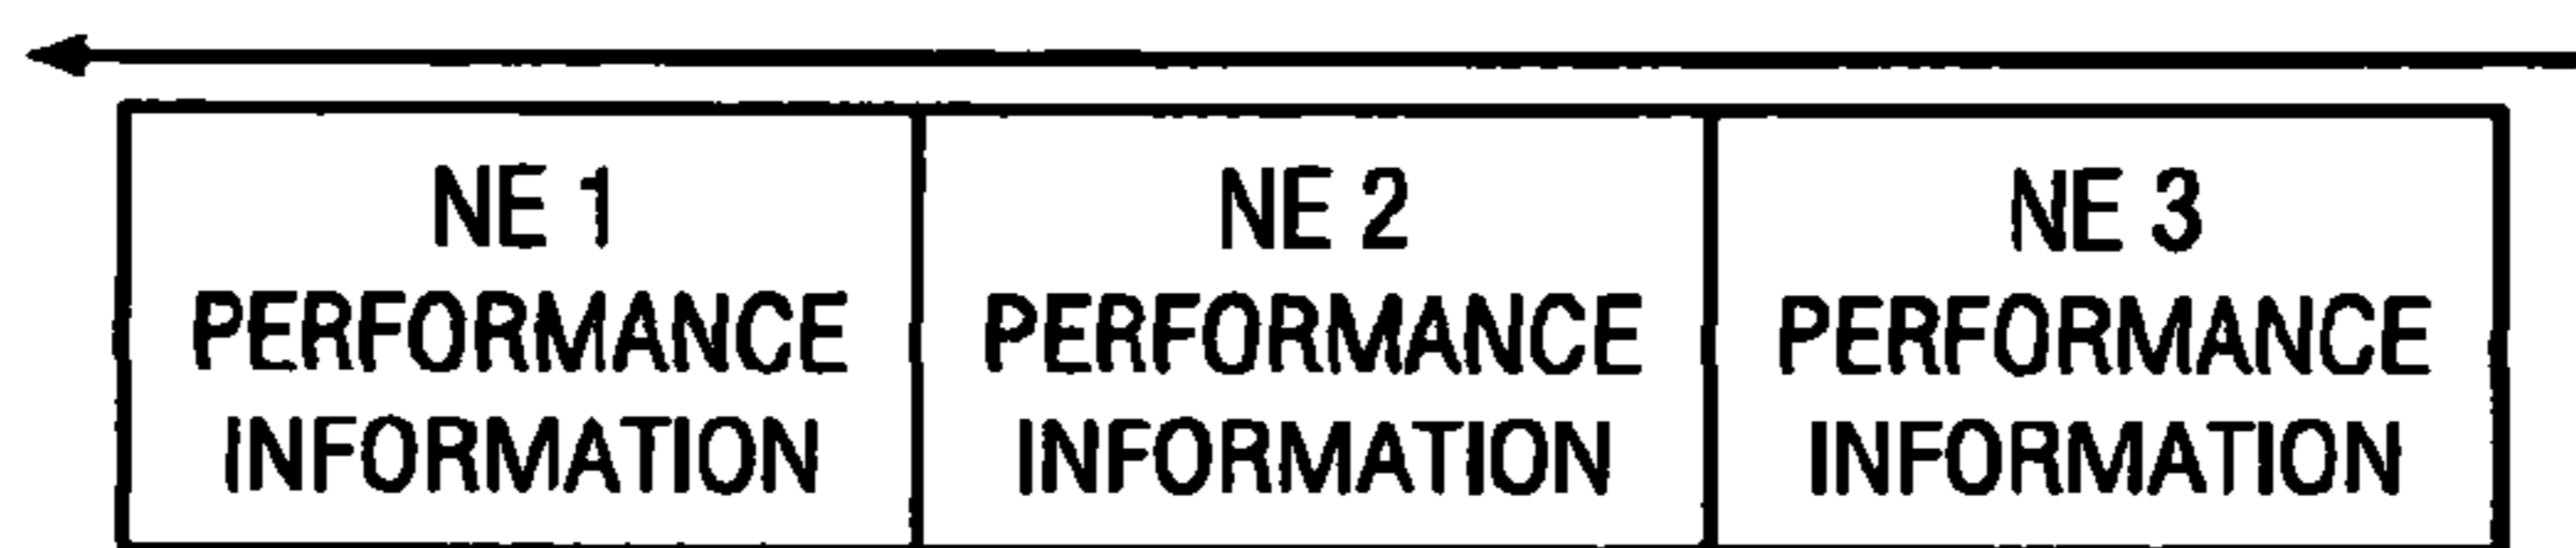 NE 1
PERFORMANCE
INFORMATION
NE 2
PERFORMANCE
INFORMATION
NE 3
PERFORMANCE
INFORMATION